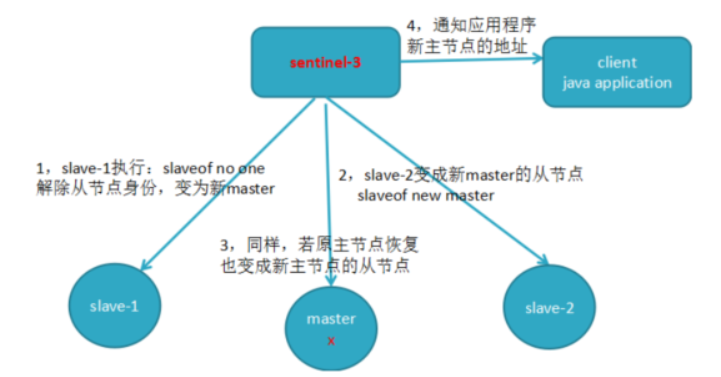 4，通知应用程序
新主节点的地址
sentinel-3
client
java application
1，slave-1执行：slaveof no one
解除从节点身份，变为新master
2，slave-2变成新master的从节点
slaveof new master
3，同样，若原主节点恢复
也变成新主节点的从节点
slave-1
master
x
slave-2